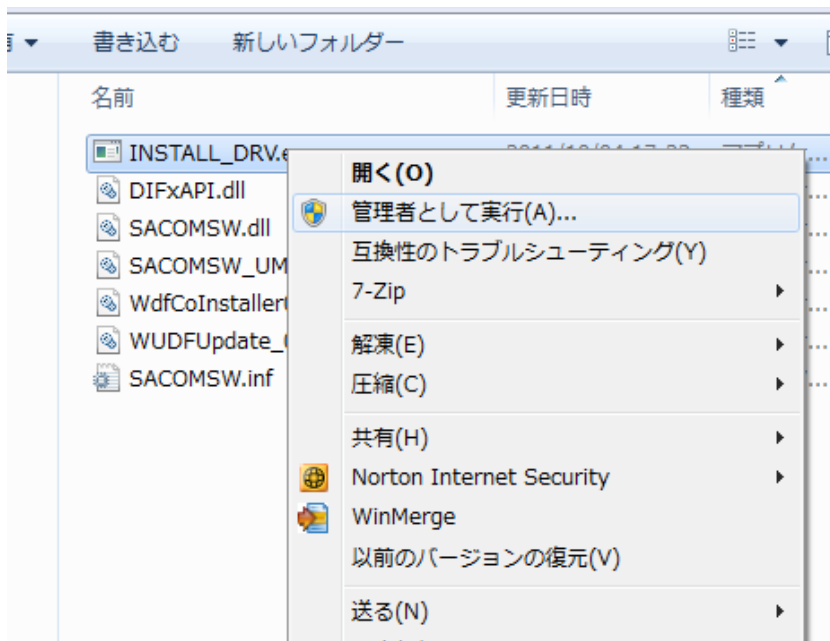 書き込む 新しいフォルダー
名前 更新日時 種類
INSTALL_DRV.e
DIFxAPI.dll
SACOMSW.dll
SACOMSW_UM
WdfCoInstaller
WUDFUpdate_
SACOMSW.inf
開く(O)
管理者として実行(A)...
互換性のトラブルシューティング(Y)
7-Zip
解凍(E)
圧縮(C)
共有(H)
Norton Internet Security
WinMerge
以前のバージョンの復元(V)
送る(N)